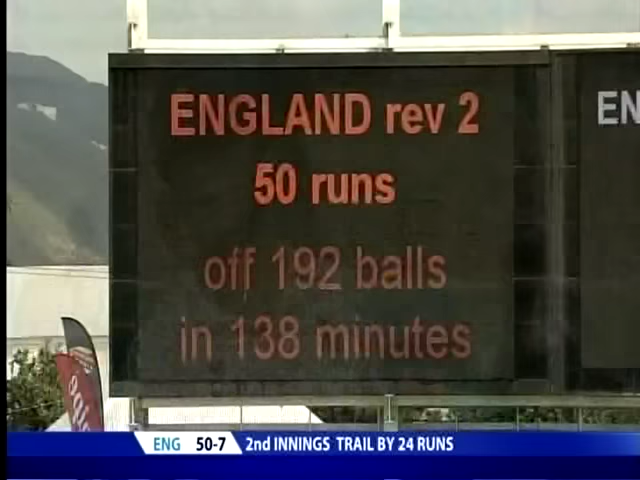 ENGLAND rev 2
50 runs
off 192 balls
in 138 minutes
EN
ENG 50-7 2nd INNINGS TRAIL BY 24 RUNS